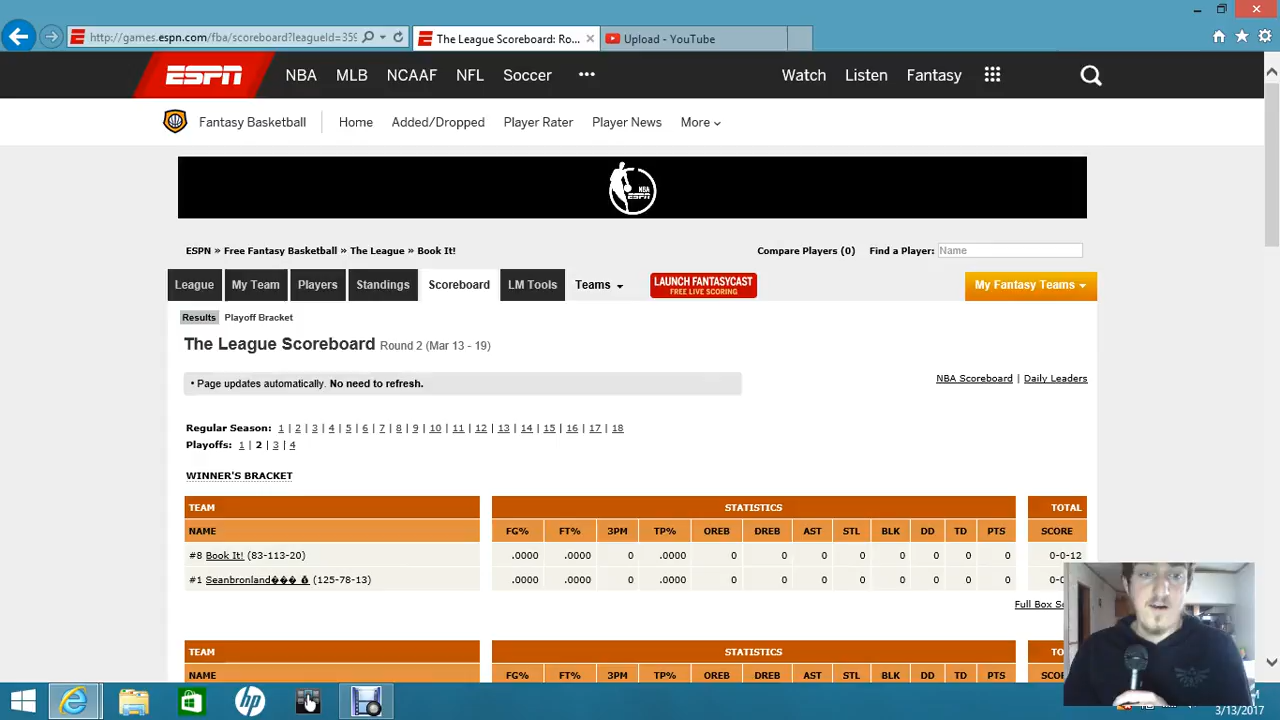 http://games.espn.com/fba/scoreboard?leagueId=359
The League Scoreboard: Ro...
Upload - YouTube
ESPN NBA MLB NCAAF NFL Soccer ••• Watch Listen Fantasy
Fantasy Basketball Home Added/Dropped Player Rater Player News More
NBA
ESPN
ESPN » Free Fantasy Basketball » The League » Book It! Compare Players (0) Find a Player: Name
League My Team Players Standings Scoreboard LM Tools Teams LAUNCH FANTASYCAST My Fantasy Teams
FREE LIVE SCORING
Results Playoff Bracket
The League Scoreboard Round 2 (Mar 13 - 19)
• Page updates automatically. No need to refresh.
NBA Scoreboard | Daily Leaders
Regular Season: 1 | 2 | 3 | 4 | 5 | 6 | 7 | 8 | 9 | 10 | 11 | 12 | 13 | 14 | 15 | 16 | 17 | 18
Playoffs: 1 | 2 | 3 | 4
WINNER'S BRACKET
TEAM STATISTICS TOTAL
NAME FG% FT% 3PM TP% OREB DREB AST STL BLK DD TD PTS SCORE
#8 Book It! (83-113-20) .0000 .0000 0 .0000 0 0 0 0 0 0 0 0 0-0-12
#1 Seanbronland��� � (125-78-13) .0000 .0000 0 .0000 0 0 0 0 0 0 0 0
Full Box
TEAM STATISTICS
NAME FG% FT% 3PM TP% OREB DREB AST STL BLK DD TD PTS
hp
3/13/2017